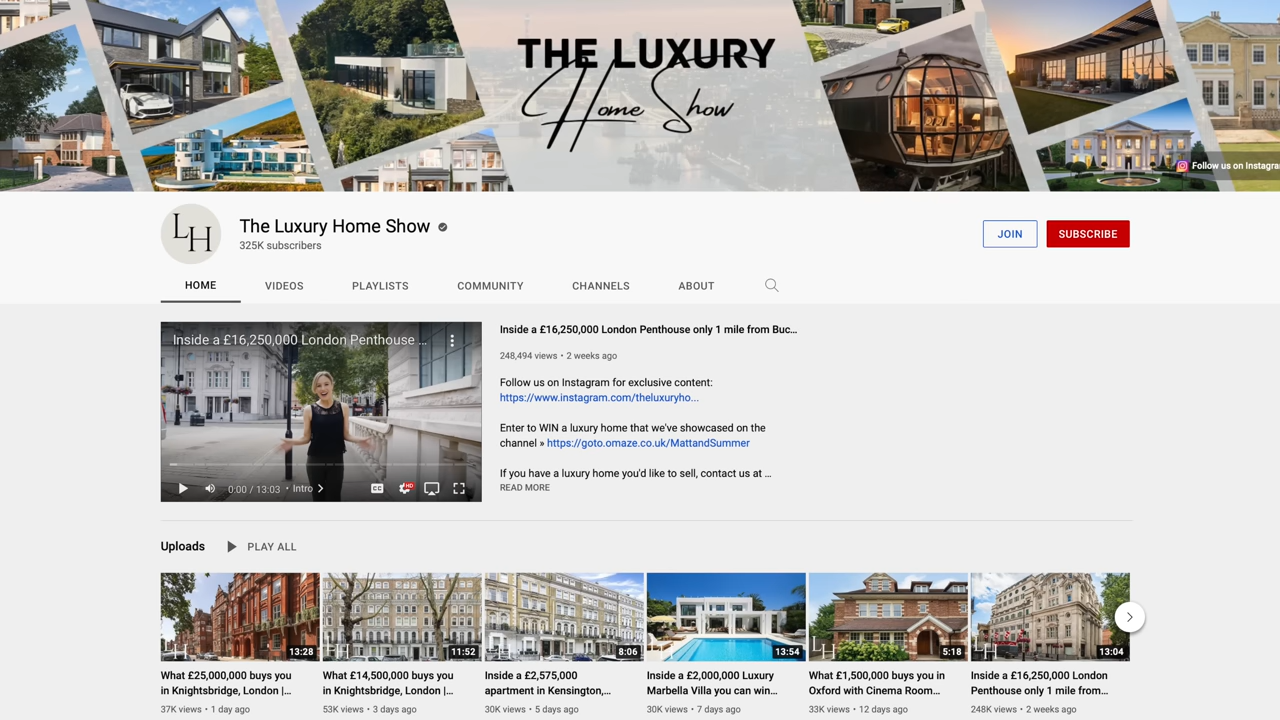 THE LUXURY
Home Show
Follow us on Instagra
LH
The Luxury Home Show
325K subscribers
JOIN
SUBSCRIBE
HOME
VIDEOS
PLAYLISTS
COMMUNITY
CHANNELS
ABOUT
Inside a £16,250,000 London Penthouse ...
0:00 / 13:03 • Intro
CC
HD
Inside a £16,250,000 London Penthouse only 1 mile from Buc...
248,494 views • 2 weeks ago
Follow us on Instagram for exclusive content:
https://www.instagram.com/theluxuryho...
Enter to WIN a luxury home that we've showcased on the
channel » https://goto.omaze.co.uk/MattandSummer
If you have a luxury home you'd like to sell, contact us at ...
READ MORE
Uploads
PLAY ALL
LH 13:28
What £25,000,000 buys you
in Knightsbridge, London |...
37K views • 1 day ago
LH 11:52
What £14,500,000 buys you
in Knightsbridge, London |...
53K views • 3 days ago
LH 8:06
Inside a £2,575,000
apartment in Kensington,...
30K views • 5 days ago
LH 13:54
Inside a £2,000,000 Luxury
Marbella Villa you can win...
30K views • 7 days ago
LH 5:18
What £1,500,000 buys you in
Oxford with Cinema Room...
33K views • 12 days ago
LH 13:04
Inside a £16,250,000 London
Penthouse only 1 mile from...
248K views • 2 weeks ago